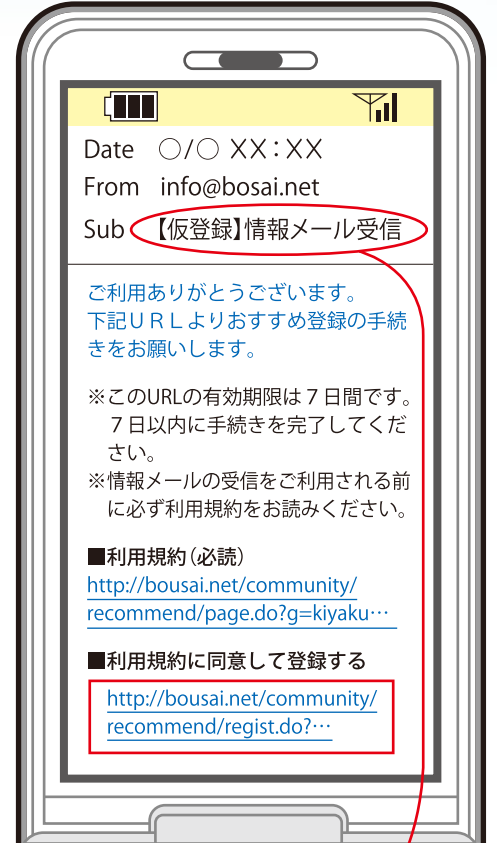 Date ○/○ XX:XX
From info@bosai.net
Sub 【仮登録】情報メール受信
ご利用ありがとうございます。
下記URLよりおすすめ登録の手続
きをお願いします。
※このURLの有効期限は7日間です。
7日以内に手続きを完了してくだ
さい。
※情報メールの受信をご利用される前
に必ず利用規約をお読みください。
■利用規約(必読)
http://bousai.net/community/
recommend/page.do?g=kiyaku…
■利用規約に同意して登録する
http://bousai.net/community/
recommend/regist.do?…